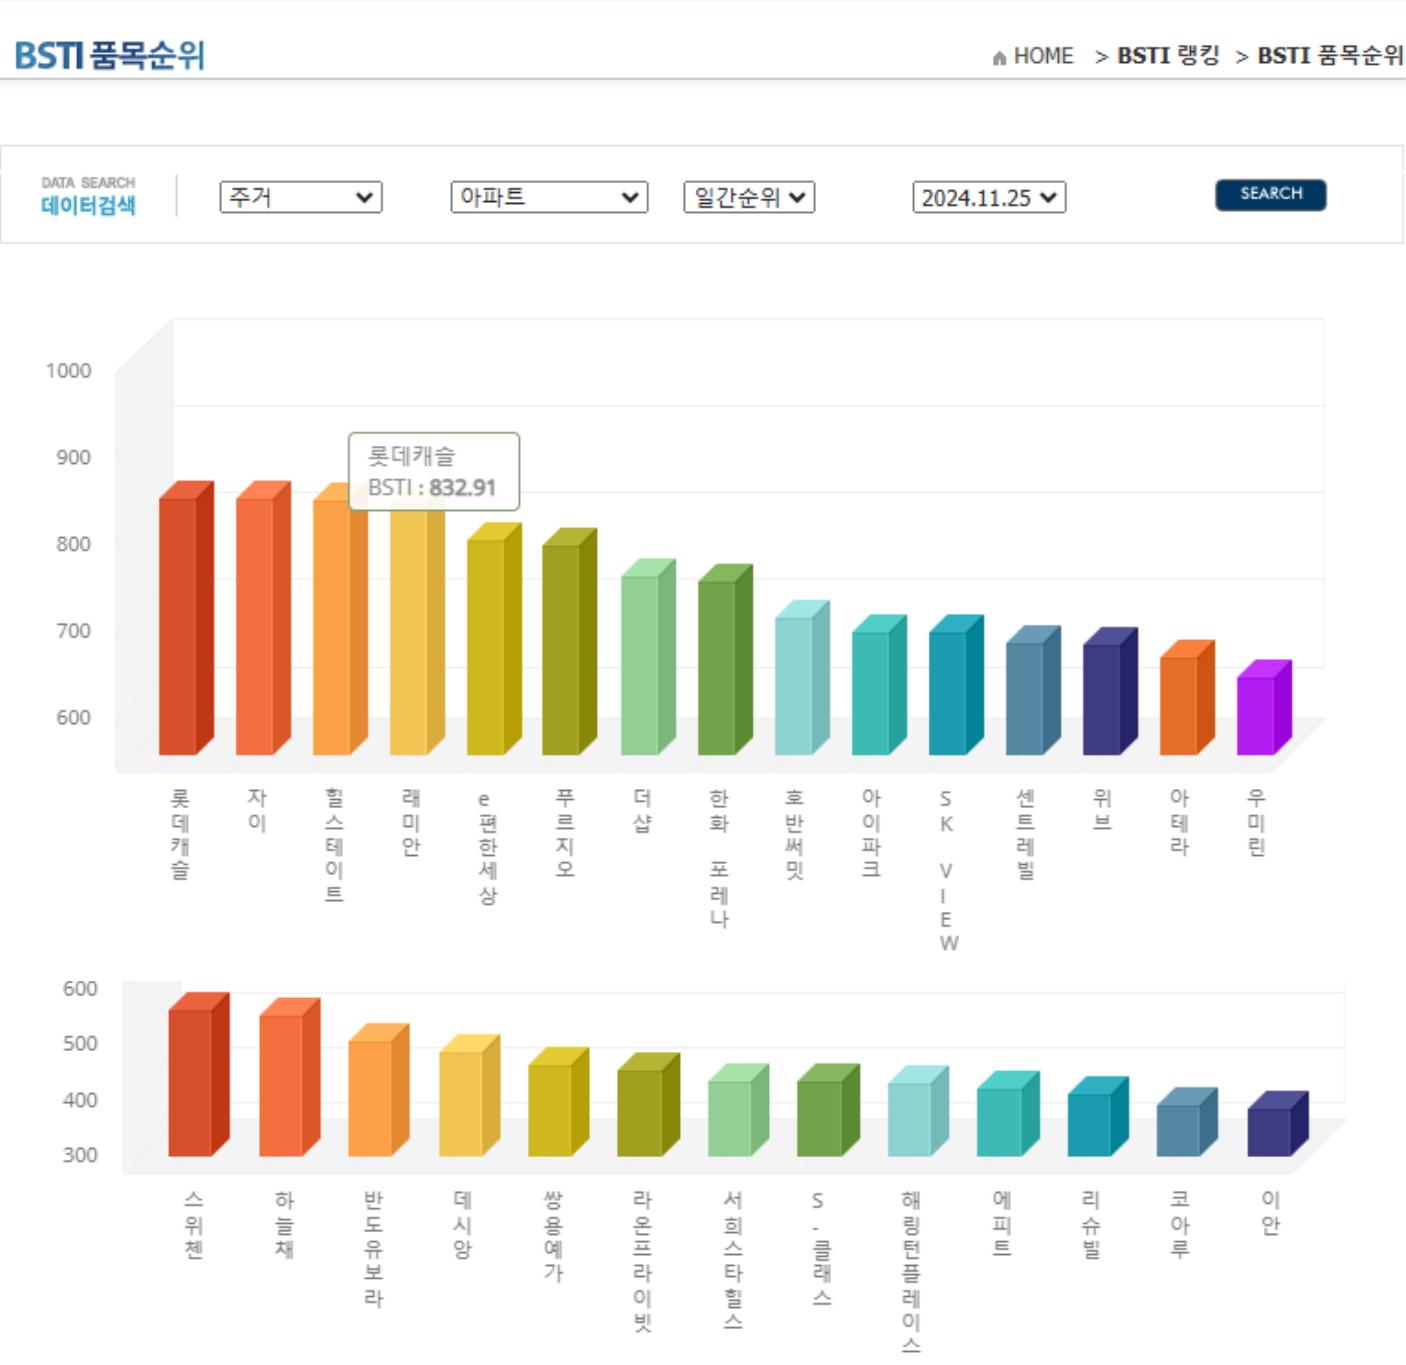 BSTI 품목순위
HOME > BSTI 랭킹 > BSTI 품목순위
DATA SEARCH
데이터검색
주거
아파트
일간순위
2024.11.25
SEARCH
1000
900
800
700
600
롯데캐슬
BSTI : 832.91
롯데캐슬
자이
힐스테이트
래미안
e편한세상
푸르지오
더샵
한화 포레나
호반써밋
아이파크
SK VIEW
센트레빌
위브
아테라
우미린
600
500
400
300
스위첸
하늘채
반도유보라
데시앙
쌍용예가
라온프라이빗
서희스타힐스
S-클래스
해링턴플레이스
에피트
리슈빌
코아루
이안